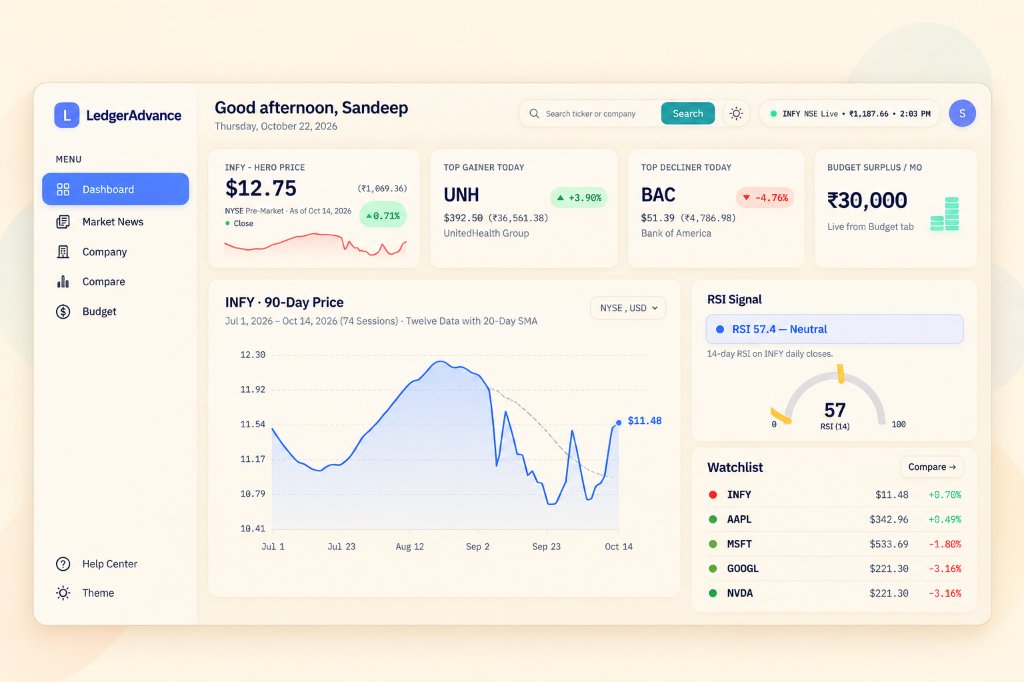 L LedgerAdvance
MENU
Dashboard
Market News
Company
Compare
Budget
Help Center
Theme
Good afternoon, Sandeep
Thursday, October 22, 2026
Search ticker or company
Search
INFY NSE Live • ₹1,187.66 • 2:03 PM
S
INFY - HERO PRICE
$12.75 (₹1,069.36)
NYSE Pre-Market · As of Oct 14, 2026
Close
▲0.71%
TOP GAINER TODAY
UNH
▲ +3.90%
$392.50 (₹36,561.38)
UnitedHealth Group
TOP DECLINER TODAY
BAC
▼ -4.76%
$51.39 (₹4,786.98)
Bank of America
BUDGET SURPLUS / MO
₹30,000
Live from Budget tab
INFY · 90-Day Price
Jul 1, 2026 – Oct 14, 2026 (74 Sessions) · Twelve Data with 20-Day SMA
NYSE , USD
12.30
11.92
11.54
11.17
10.79
10.41
$11.48
Jul 1 Jul 23 Aug 12 Sep 2 Sep 23 Oct 14
RSI Signal
RSI 57.4 — Neutral
14-day RSI on INFY daily closes.
57
RSI (14)
0 100
Watchlist
Compare →
INFY $11.48 +0.70%
AAPL $342.96 +0.49%
MSFT $533.69 -1.80%
GOOGL $221.30 -3.16%
NVDA $221.30 -3.16%